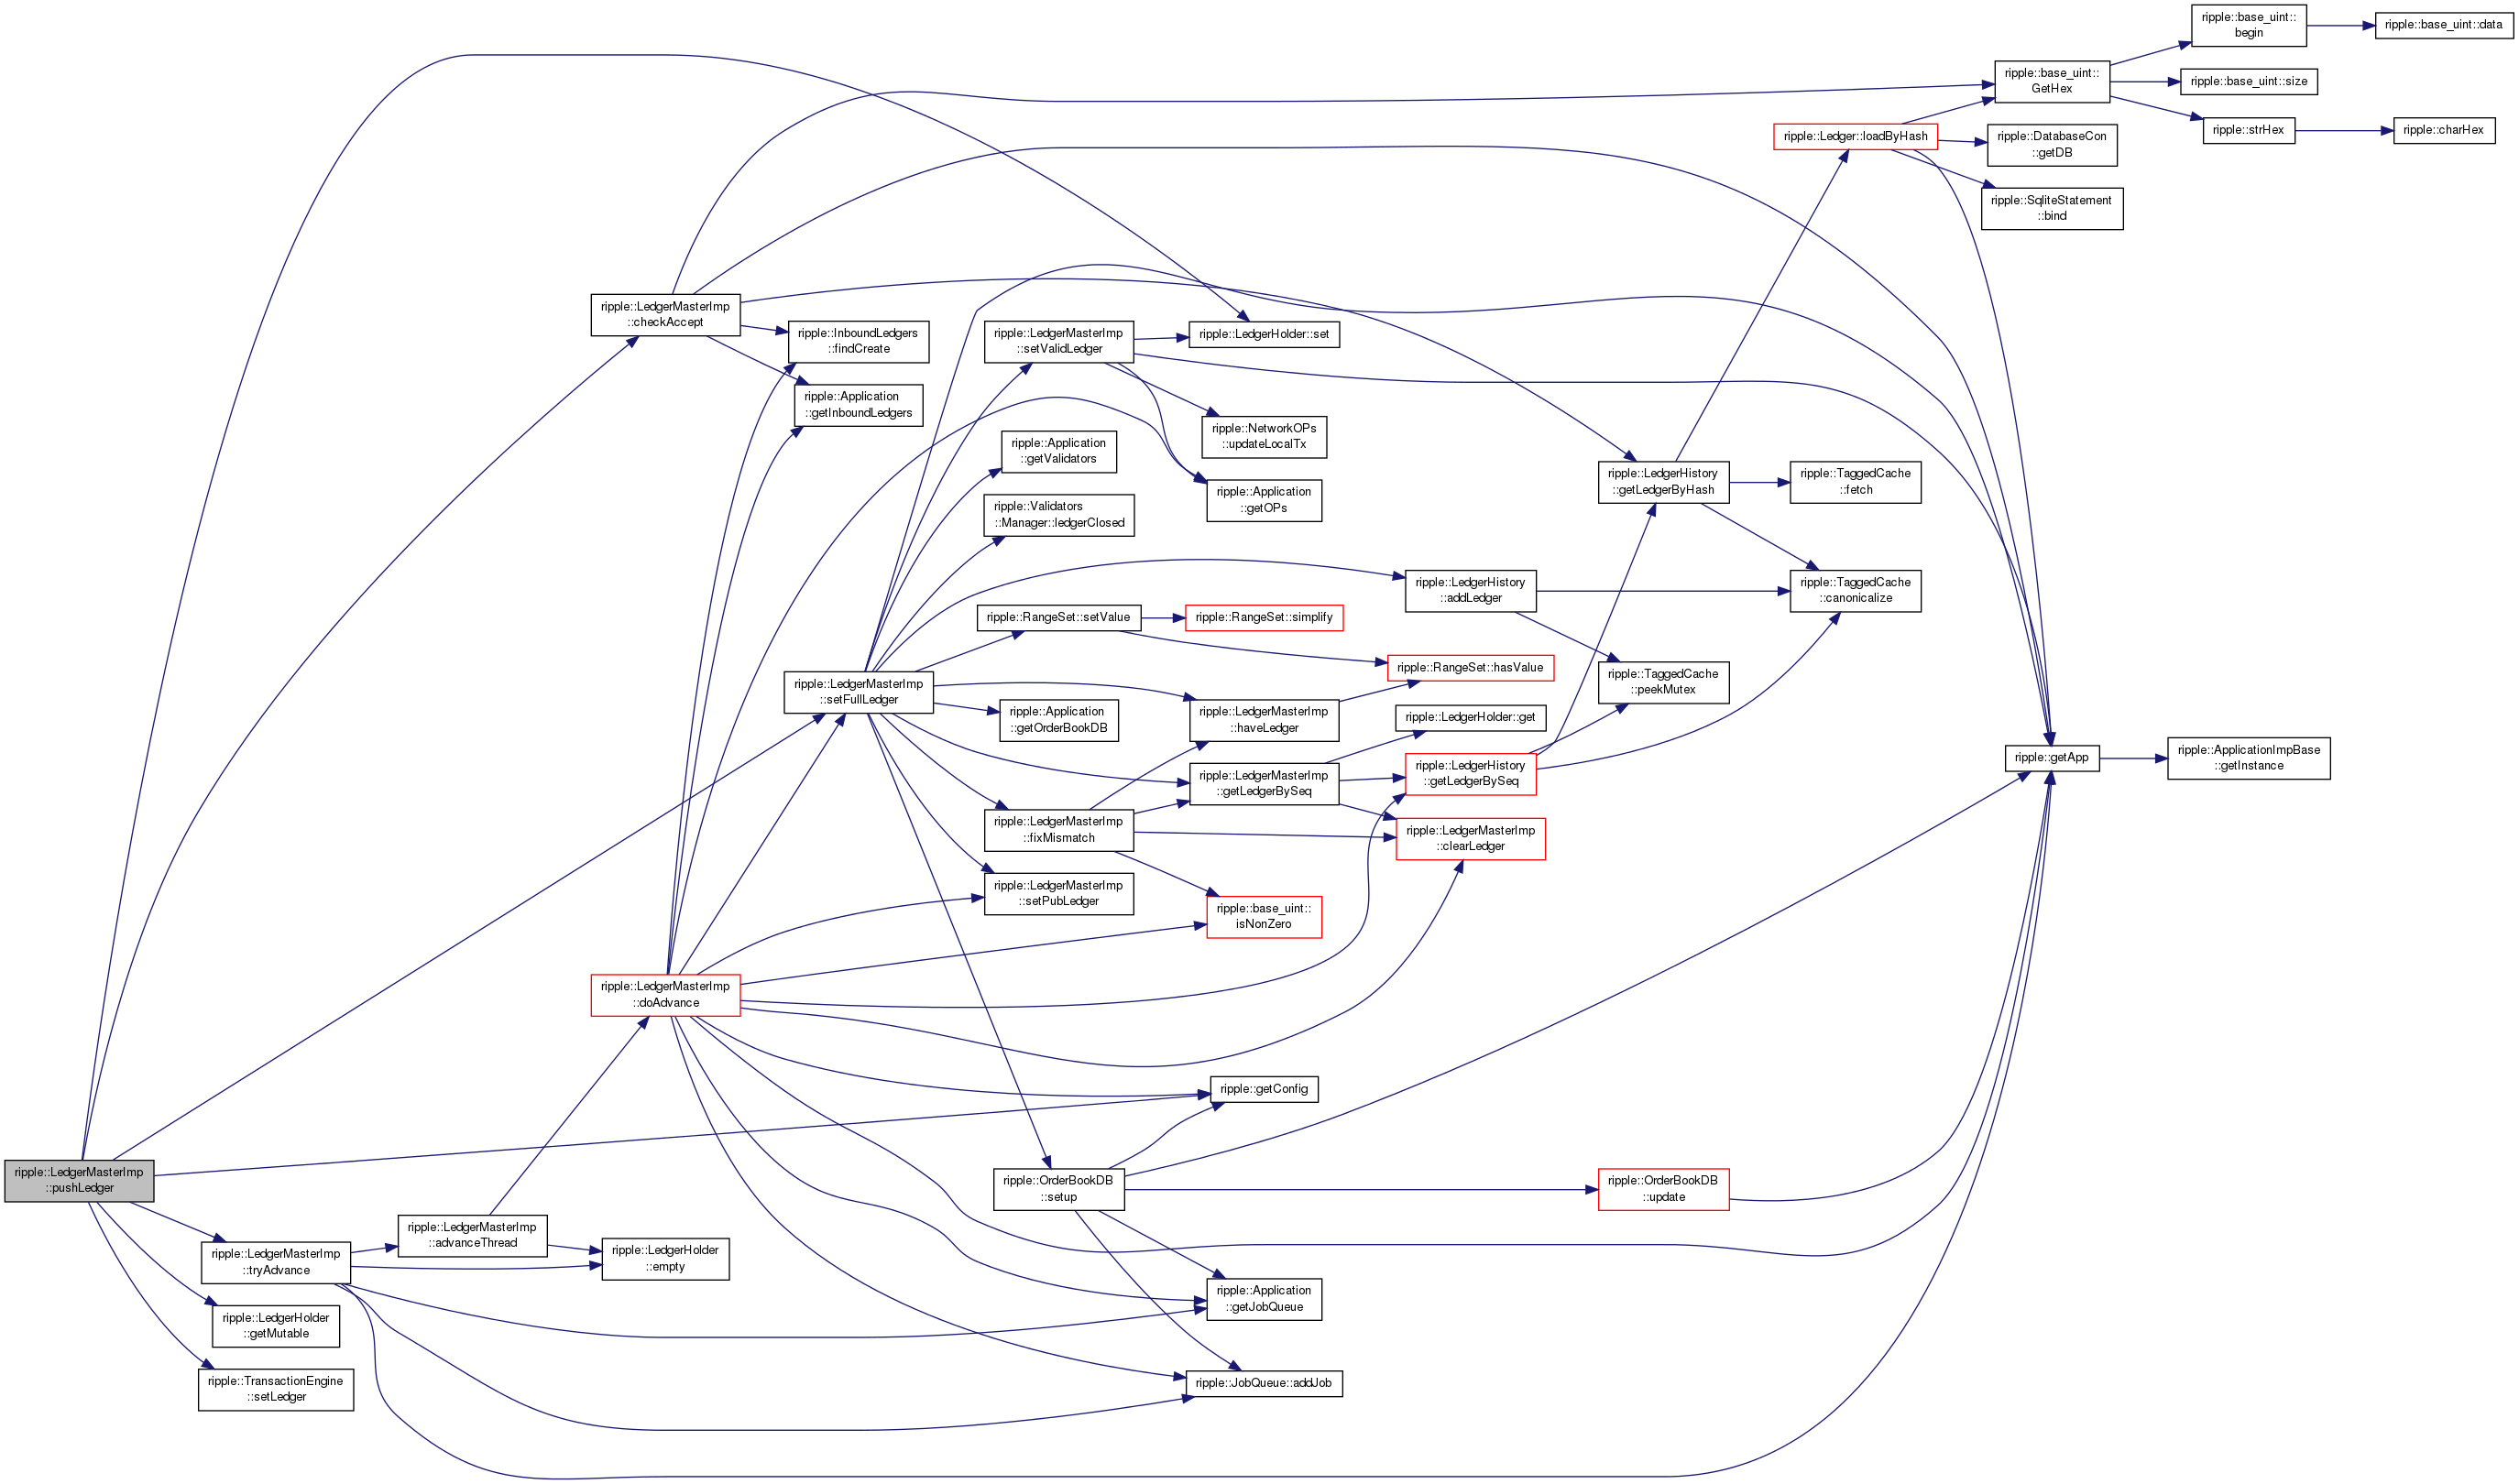 ripple::base_uint::
begin
ripple::base_uint::data
ripple::base_uint::
GetHex
ripple::base_uint::size
ripple::strHex
ripple::charHex
ripple::Ledger::loadByHash
ripple::DatabaseCon
::getDB
ripple::SqliteStatement
::bind
ripple::LedgerMasterImp
::checkAccept
ripple::InboundLedgers
::findCreate
ripple::Application
::getInboundLedgers
ripple::LedgerMasterImp
::setValidLedger
ripple::LedgerHolder::set
ripple::NetworkOPs
::updateLocalTx
ripple::Application
::getValidators
ripple::Application
::getOPs
ripple::Validators
::Manager::ledgerClosed
ripple::LedgerHistory
::getLedgerByHash
ripple::TaggedCache
::fetch
ripple::LedgerHistory
::addLedger
ripple::TaggedCache
::canonicalize
ripple::RangeSet::setValue
ripple::RangeSet::simplify
ripple::RangeSet::hasValue
ripple::TaggedCache
::peekMutex
ripple::LedgerMasterImp
::setFullLedger
ripple::Application
::getOrderBookDB
ripple::LedgerMasterImp
::haveLedger
ripple::LedgerHolder::get
ripple::LedgerMasterImp
::getLedgerBySeq
ripple::LedgerHistory
::getLedgerBySeq
ripple::getApp
ripple::ApplicationImpBase
::getInstance
ripple::LedgerMasterImp
::fixMismatch
ripple::LedgerMasterImp
::clearLedger
ripple::LedgerMasterImp
::setPubLedger
ripple::base_uint::
isNonZero
ripple::LedgerMasterImp
::doAdvance
ripple::getConfig
ripple::LedgerMasterImp
::pushLedger
ripple::OrderBookDB
::setup
ripple::OrderBookDB
::update
ripple::LedgerMasterImp
::advanceThread
ripple::LedgerMasterImp
::tryAdvance
ripple::LedgerHolder
::empty
ripple::Application
::getJobQueue
ripple::LedgerHolder
::getMutable
ripple::TransactionEngine
::setLedger
ripple::JobQueue::addJob